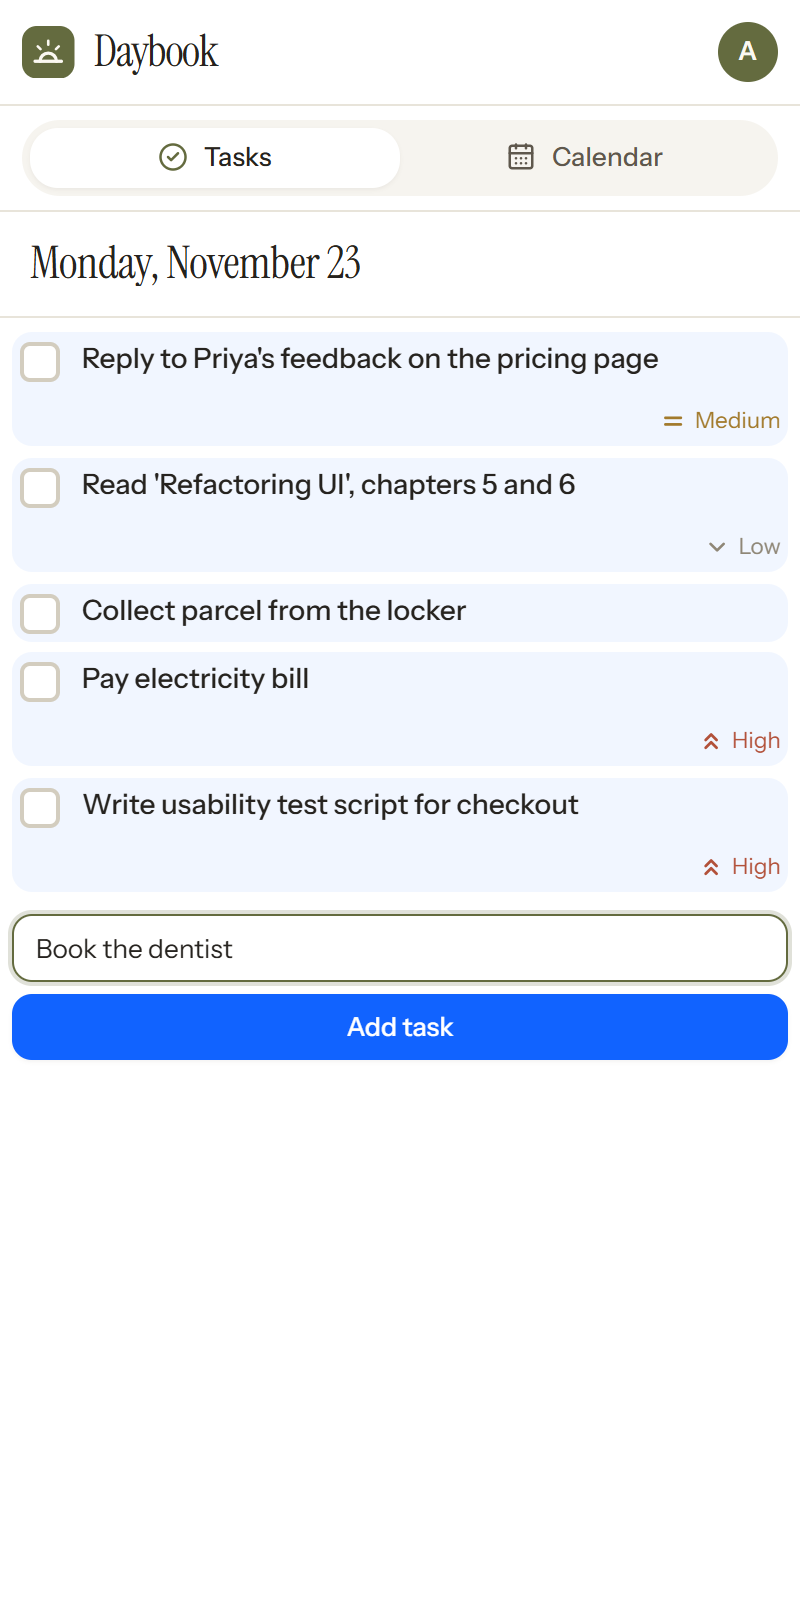 Daybook
A
Tasks
Calendar
Monday, November 23
Reply to Priya's feedback on the pricing page
Medium
Read 'Refactoring UI', chapters 5 and 6
Low
Collect parcel from the locker
Pay electricity bill
High
Write usability test script for checkout
High
Book the dentist
Add task